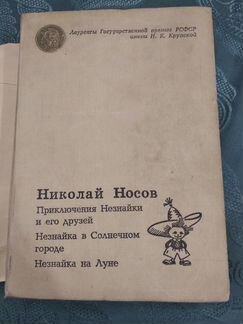 Лауреаты Государственной премии РСФСР
имени Н. К. Крупской
Николай Носов
Приключения Незнайки
и его друзей
Незнайка в Солнечном
городе
Незнайка на Луне